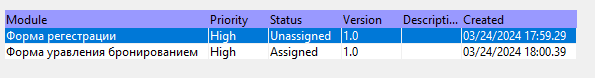 Module Priority Status Version Descripti... Created
Форма регестрации High Unassigned 1.0 03/24/2024 17:59.29
Форма уравления бронированием High Assigned 1.0 03/24/2024 18:00.39